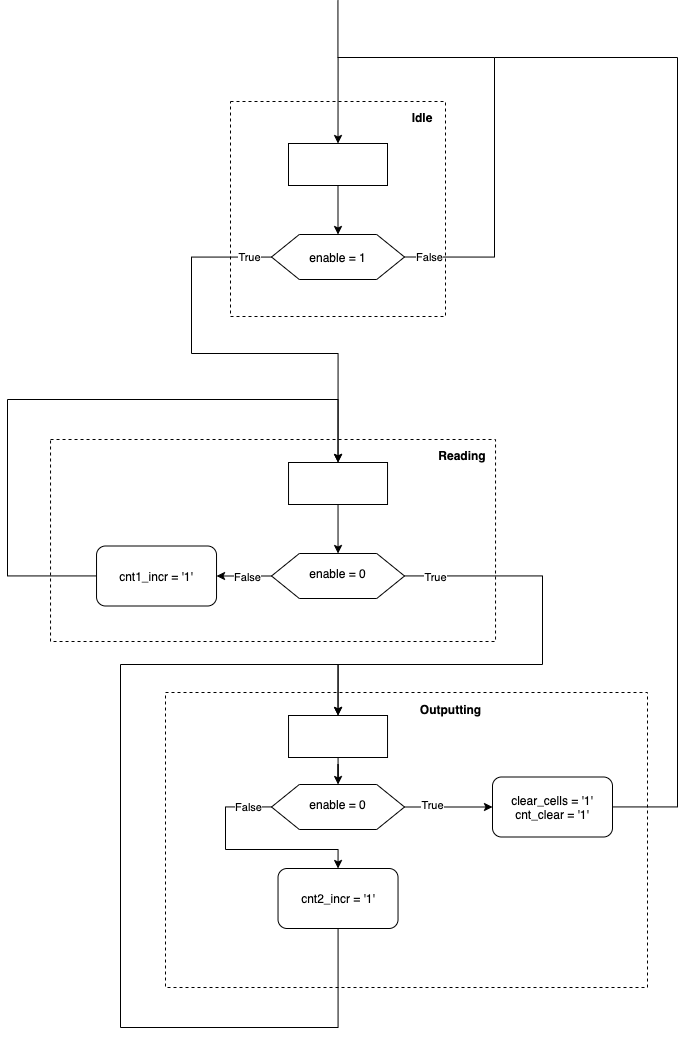 Idle
enable = 1
True
False
Reading
cnt1_incr = '1'
False
enable = 0
True
Outputting
False
enable = 0
True
clear_cells = '1'
cnt_clear = '1'
cnt2_incr = '1'